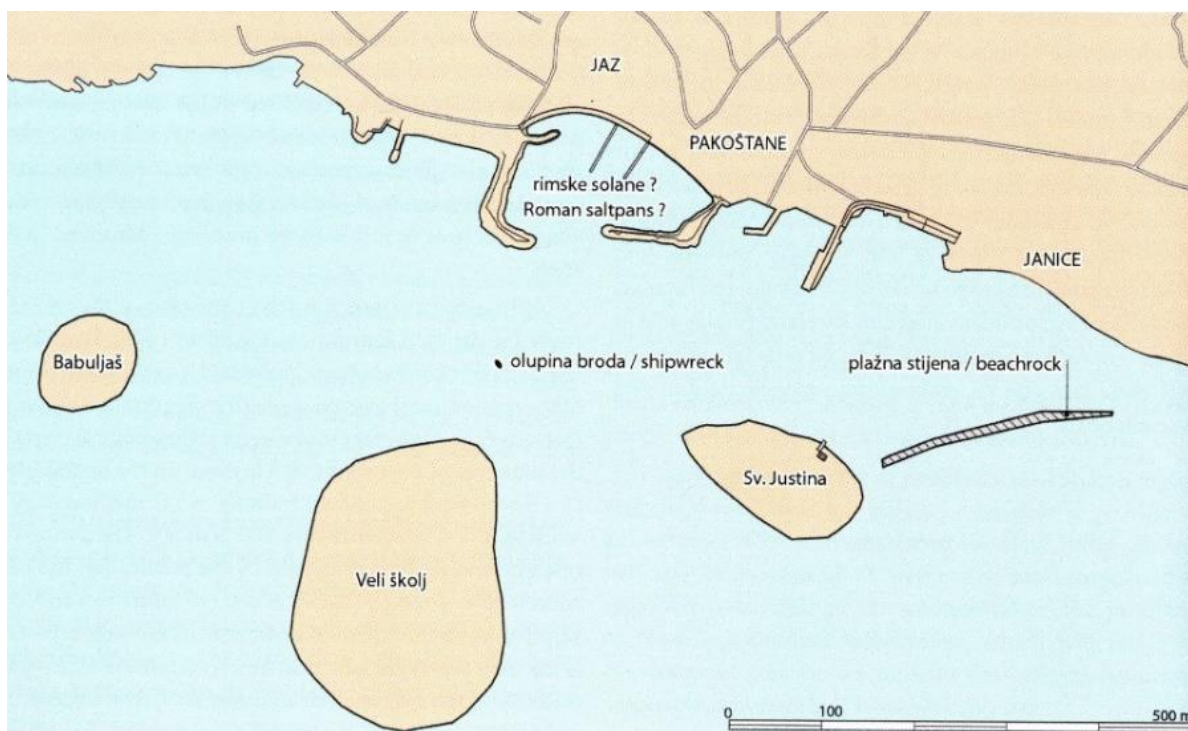 JAZ
PAKOŠTANE
rimske solane ?
Roman saltpans ?
JANICE
Babuljaš
olupina broda / shipwreck
plažna stijena / beachrock
Sv. Justina
Veli školj
0 100 500 m